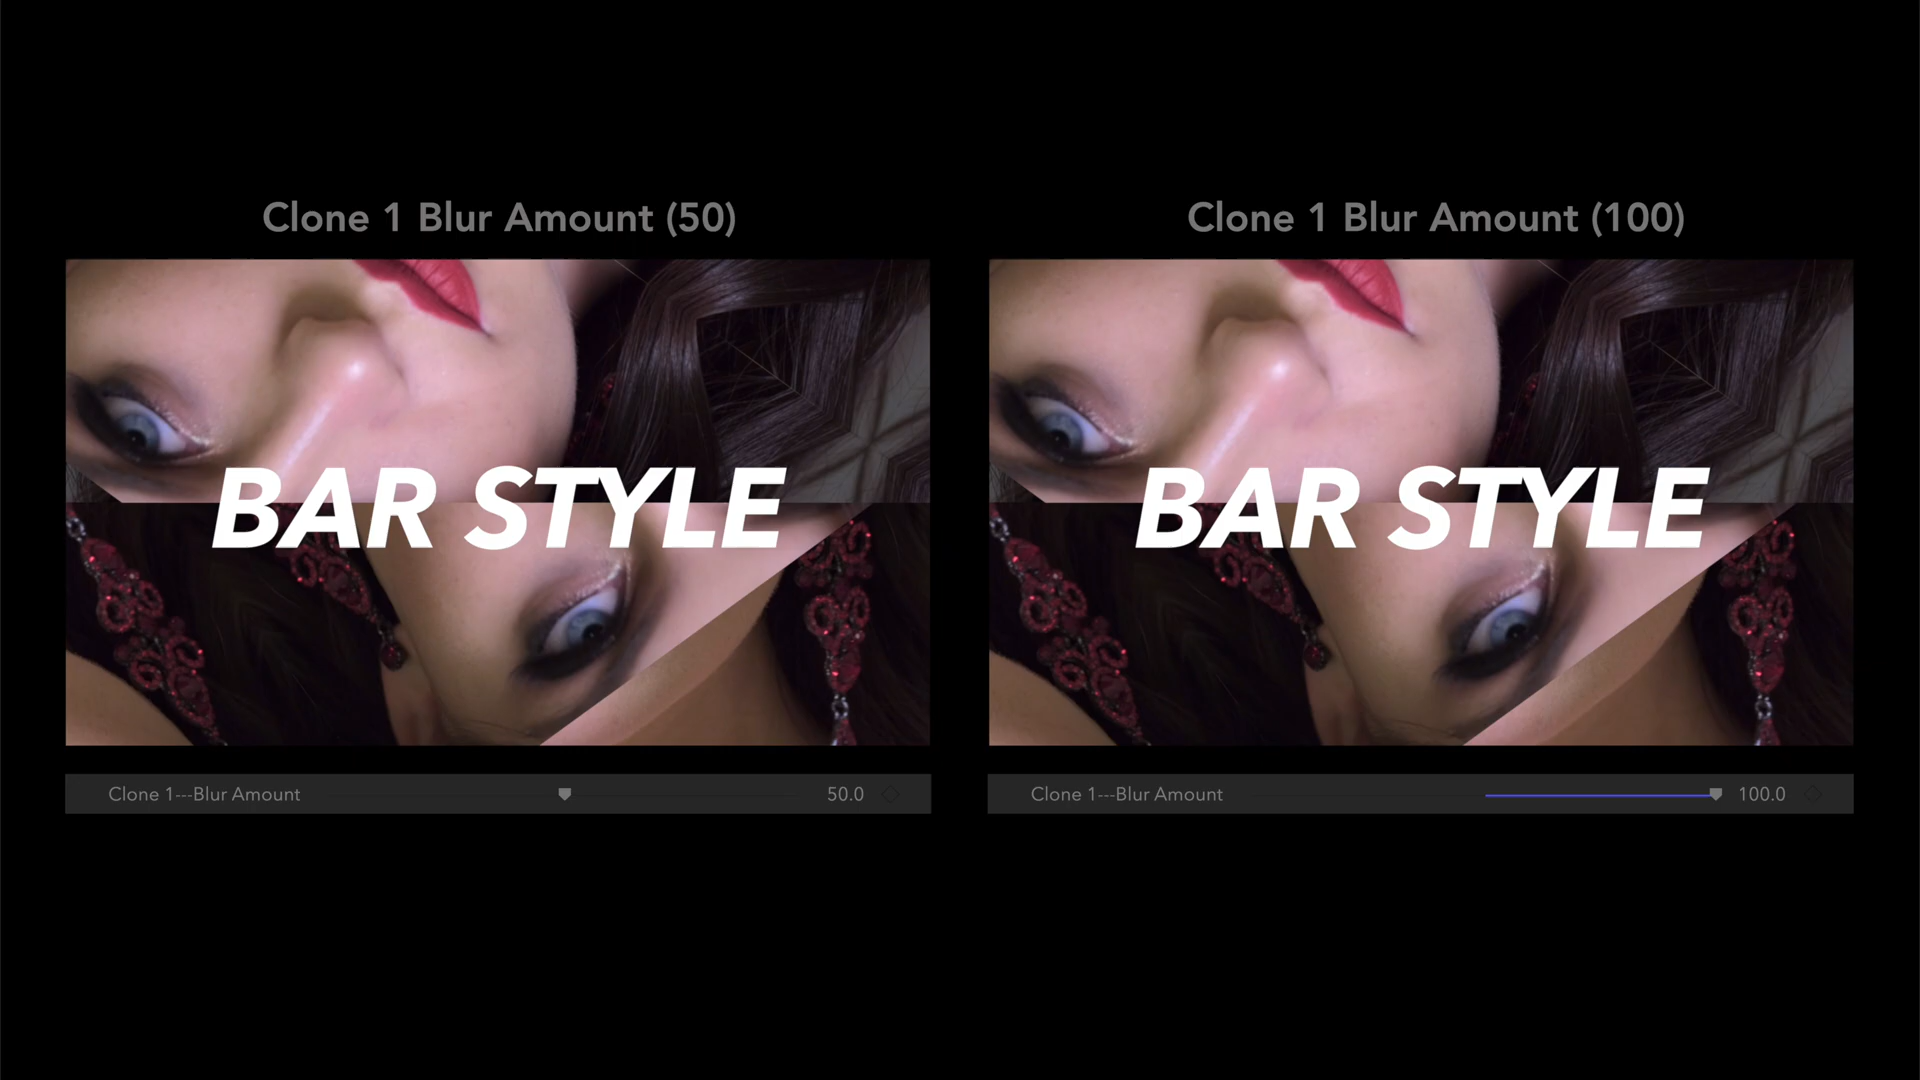 Clone 1 Blur Amount (50)
BAR STYLE
Clone 1---Blur Amount 50.0
Clone 1 Blur Amount (100)
BAR STYLE
Clone 1---Blur Amount 100.0